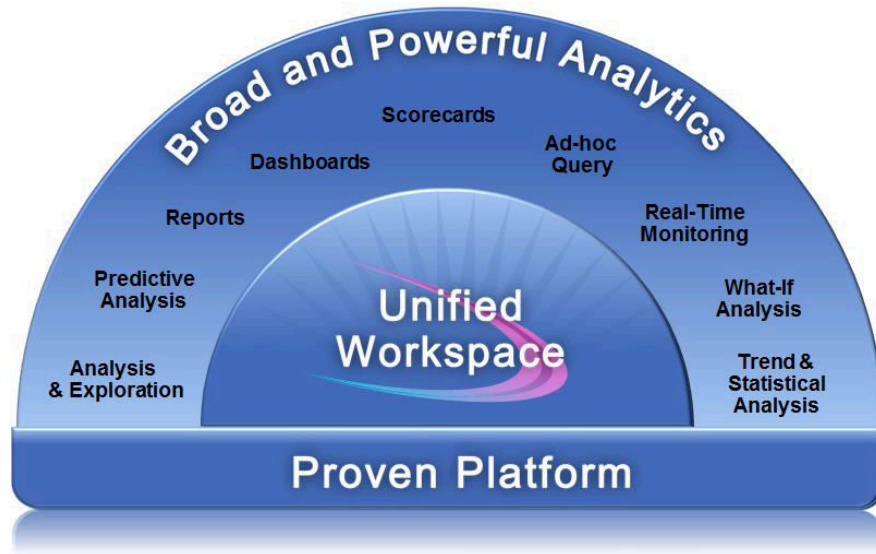 Broad and Powerful Analytics
Scorecards
Dashboards
Ad-hoc
Query
Reports
Real-Time
Monitoring
Predictive
Analysis
What-If
Analysis
Analysis
& Exploration
Trend &
Statistical
Analysis
Unified
Workspace
Proven Platform